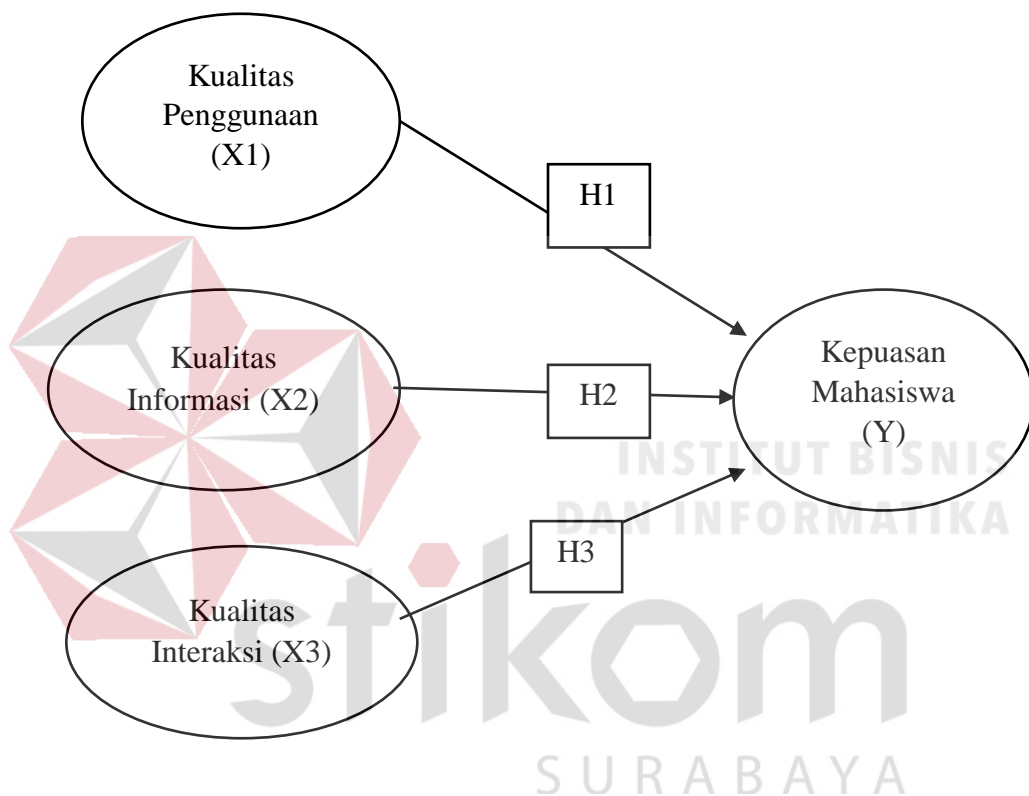 Kualitas
Penggunaan
(X1)
H1
Kualitas
Informasi (X2)
H2
Kepuasan
Mahasiswa
(Y)
INSTITUT BISNIS
DAN INFORMATIKA
H3
Kualitas
Interaksi (X3)
stikom
SURABAYA